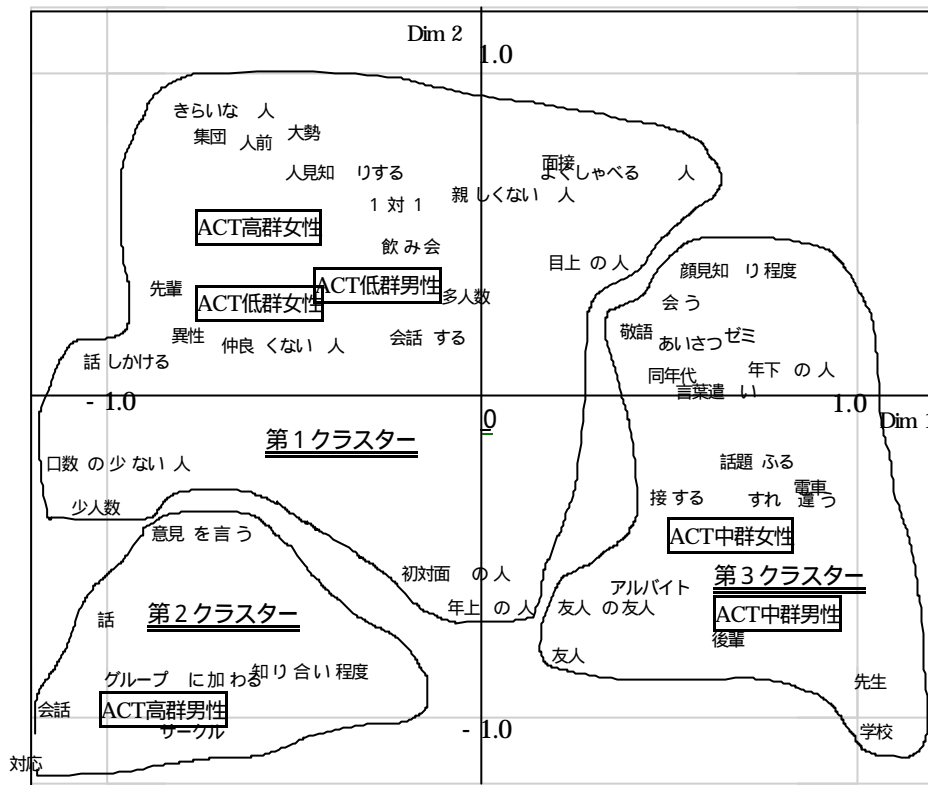 Dim 2
1.0
きらいな 人
集団 人前 大勢
人見知 りする
面接
よくしゃべる 人
1 対 1
親 しくない 人
ACT高群女性
飲 み 会
目上 の 人
顔見知 り 程度
先輩
ACT低群女性
ACT低群男性
多人数
会 う
異性
仲良 くない 人
会話 する
敬語
あいさつ ゼミ
話 しかける
同年代
年下 の 人
言葉遣 い
- 1.0
0
1.0
Dim 1
第１クラスター
口数 の 少 ない 人
少人数
話題 ふる
接 する
電車
すれ 違 う
意見 を 言 う
ACT中群女性
初対面 の 人
第３クラスター
話
第２クラスター
年上 の 人
アルバイト
友人 の 友人
ACT中群男性
後輩
友人
グループ に 加 わる
知 り 合 い 程度
先生
会話
ACT高群男性
サークル
- 1.0
学校
対応